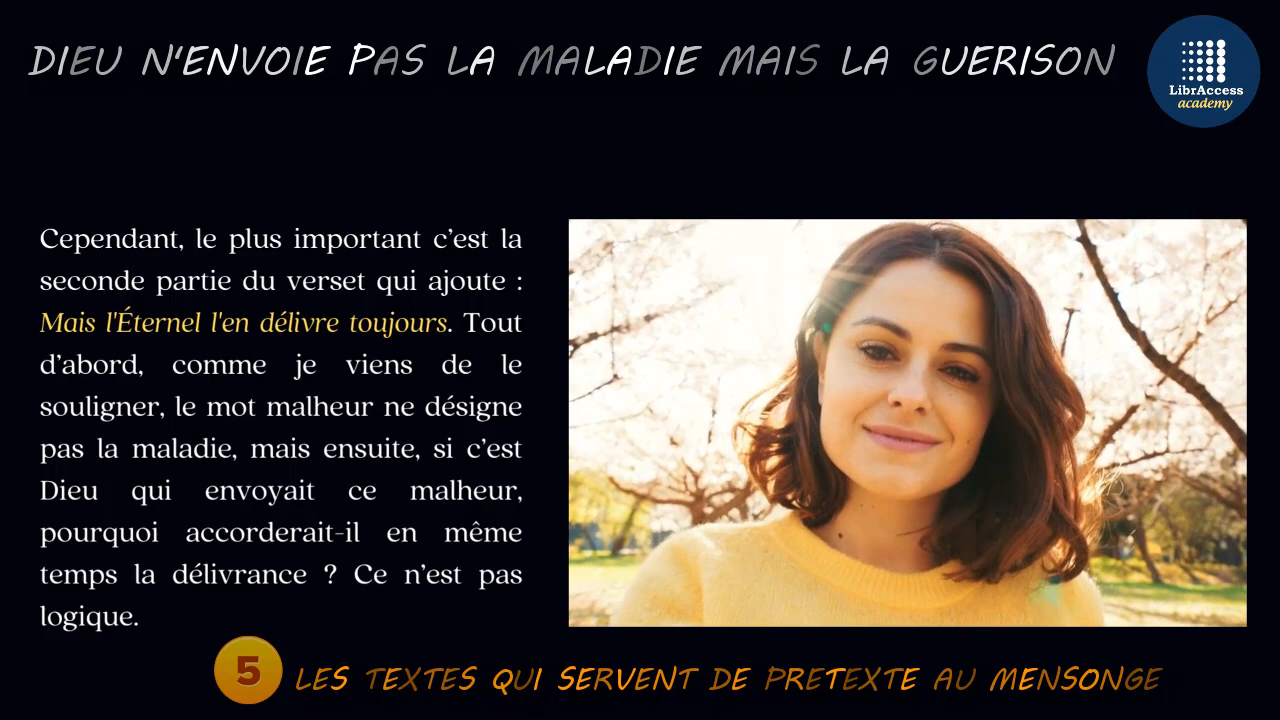 DIEU N'ENVOIE PAS LA MALADIE MAIS LA GUERISON
LibrAccess
academy
Cependant, le plus important c’est la
seconde partie du verset qui ajoute :
Mais l'Éternel l'en délivre toujours. Tout
d’abord, comme je viens de le
souligner, le mot malheur ne désigne
pas la maladie, mais ensuite, si c’est
Dieu qui envoyait ce malheur,
pourquoi accorderait-il en même
temps la délivrance ? Ce n’est pas
logique.
5 LES TEXTES QUI SERVENT DE PRETEXTE AU MENSONGE